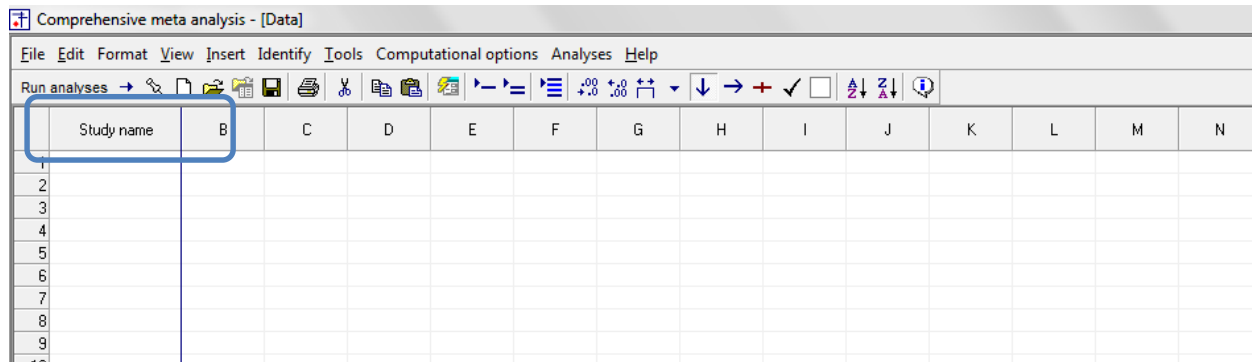 Comprehensive meta analysis - [Data]
File Edit Format View Insert Identify Tools Computational options Analyses Help
Run analyses
Study name B C D E F G H I J K L M N
1
2
3
4
5
6
7
8
9
10